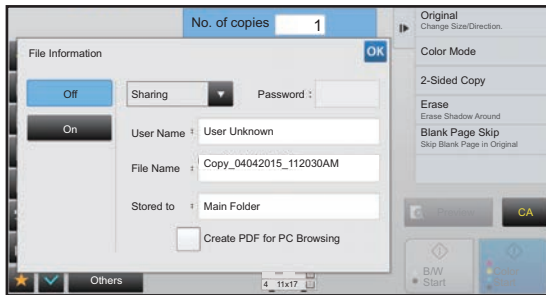 No. of copies 1
Original
Change Size/Direction.
File Information OK
Color Mode
2-Sided Copy
Off Sharing Password :
Erase
Erase Shadow Around
On User Name : User Unknown
Blank Page Skip
Skip Blank Page in Original
File Name : Copy_04042015_112030AM
Stored to : Main Folder
CA
Create PDF for PC Browsing
B/W
Start
Others
4 11x17